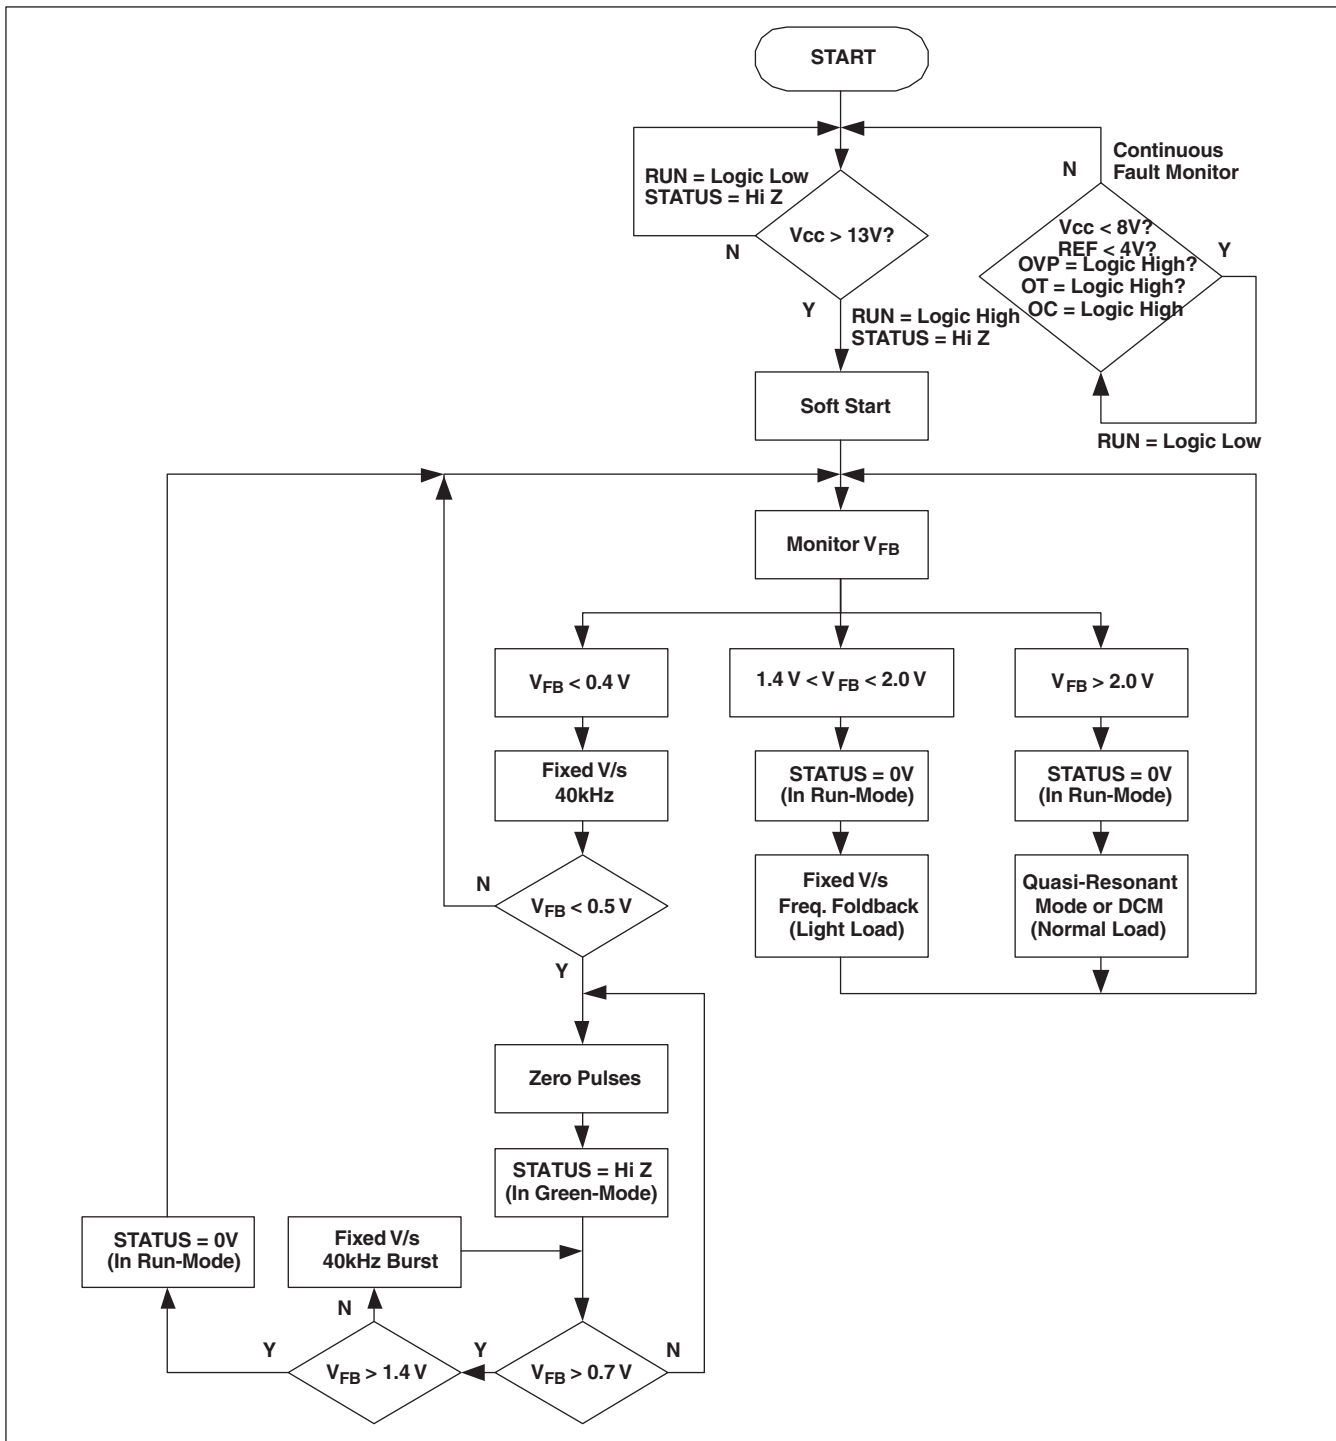 START
Continuous
Fault Monitor
N
RUN = Logic Low
STATUS = Hi Z
Vcc > 13V?
N
Vcc < 8V?
REF < 4V?
OVP = Logic High?
OT = Logic High?
OC = Logic High
Y
Y
RUN = Logic High
STATUS = Hi Z
Soft Start
RUN = Logic Low
Monitor VFB
VFB < 0.4 V
1.4 V < VFB < 2.0 V
VFB > 2.0 V
Fixed V/s
40kHz
STATUS = 0V
(In Run-Mode)
STATUS = 0V
(In Run-Mode)
N
VFB < 0.5 V
Y
Fixed V/s
Freq. Foldback
(Light Load)
Quasi-Resonant
Mode or DCM
(Normal Load)
Zero Pulses
STATUS = Hi Z
(In Green-Mode)
STATUS = 0V
(In Run-Mode)
Fixed V/s
40kHz Burst
N
Y
VFB > 1.4 V
Y
VFB > 0.7 V
N